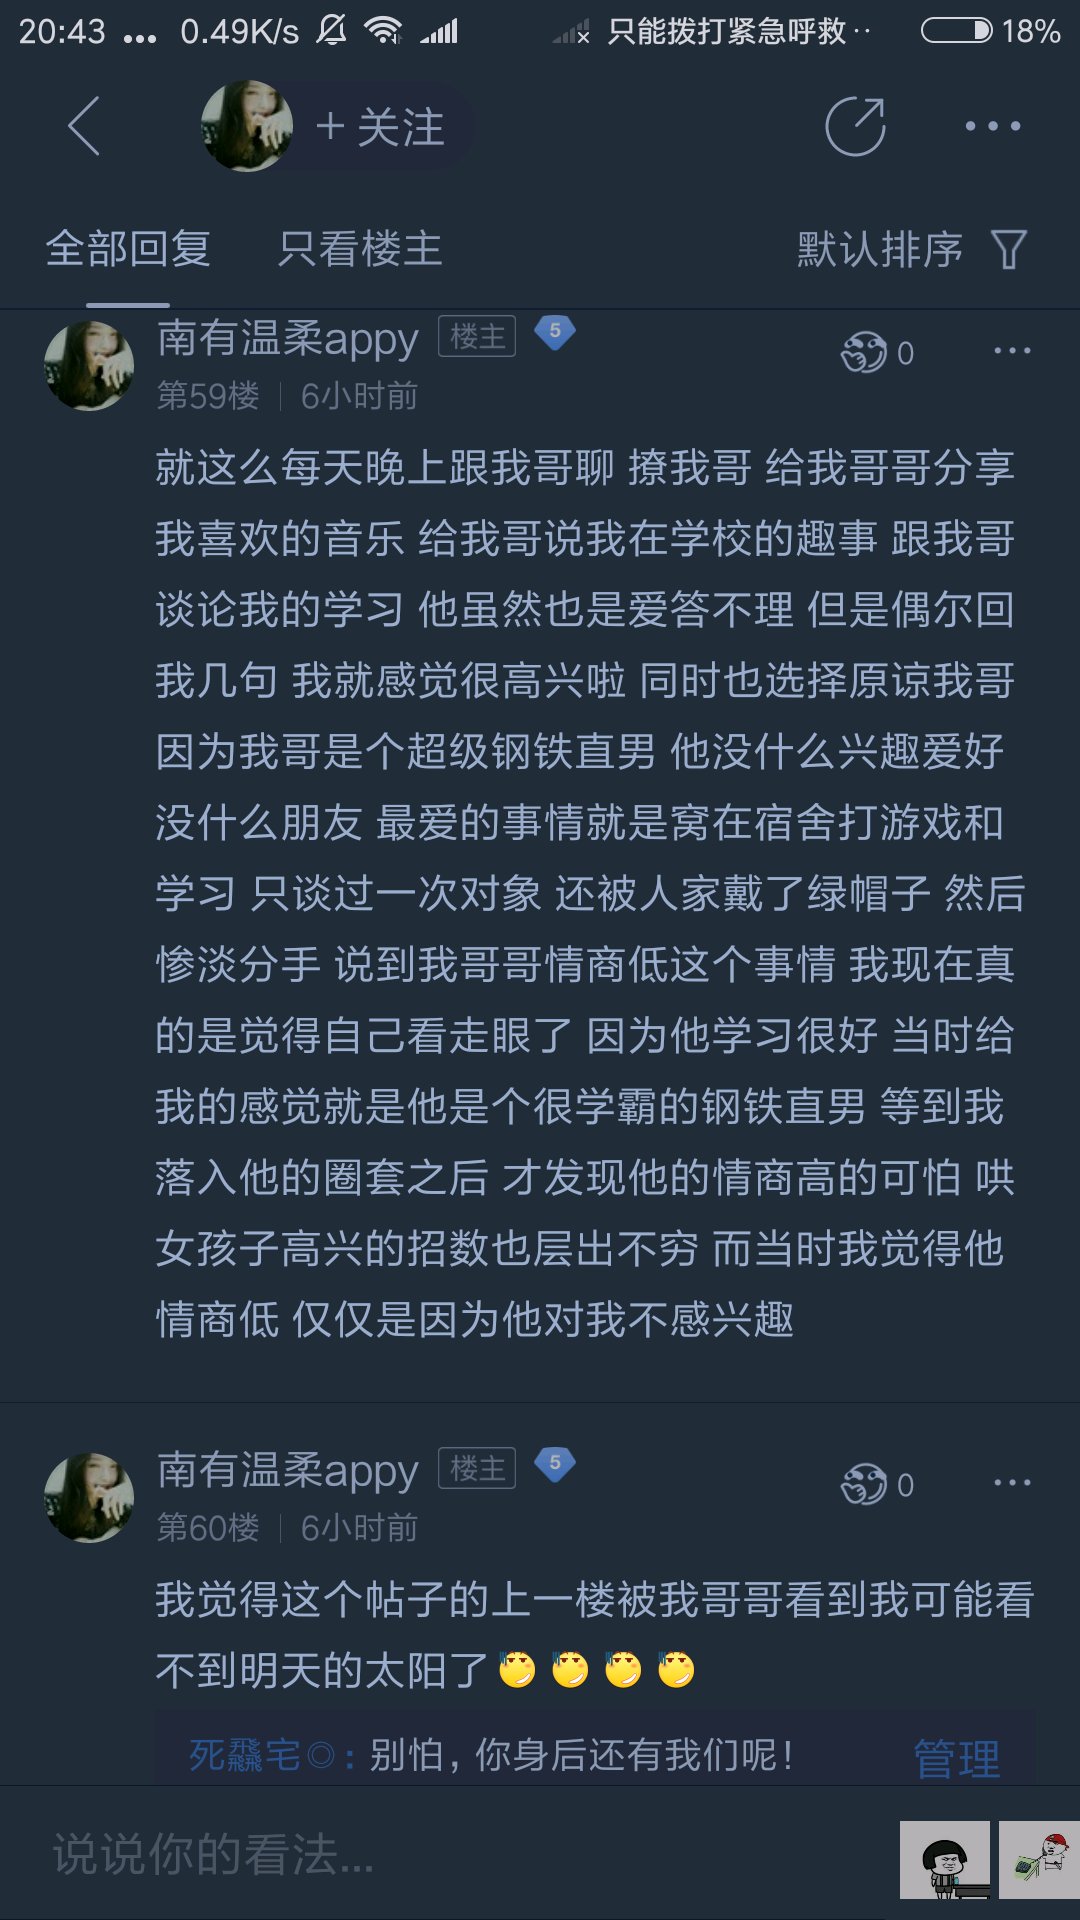 20:43 ... 0.49K/s 只能拨打紧急呼救·· 18%
+ 关注
全部回复 只看楼主 默认排序
南有温柔appy 楼主 5 0
第59楼 6小时前
就这么每天晚上跟我哥聊 撩我哥 给我哥哥分享
我喜欢的音乐 给我哥说我在学校的趣事 跟我哥
谈论我的学习 他虽然也是爱答不理 但是偶尔回
我几句 我就感觉很高兴啦 同时也选择原谅我哥
因为我哥是个超级钢铁直男 他没什么兴趣爱好
没什么朋友 最爱的事情就是窝在宿舍打游戏和
学习 只谈过一次对象 还被人家戴了绿帽子 然后
惨淡分手 说到我哥哥情商低这个事情 我现在真
的是觉得自己看走眼了 因为他学习很好 当时给
我的感觉就是他是个很学霸的钢铁直男 等到我
落入他的圈套之后 才发现他的情商高的可怕 哄
女孩子高兴的招数也层出不穷 而当时我觉得他
情商低 仅仅是因为他对我不感兴趣
南有温柔appy 楼主 5 0
第60楼 6小时前
我觉得这个帖子的上一楼被我哥哥看到我可能看
不到明天的太阳了
死飝宅◎: 别怕，你身后还有我们呢！ 管理
说说你的看法...